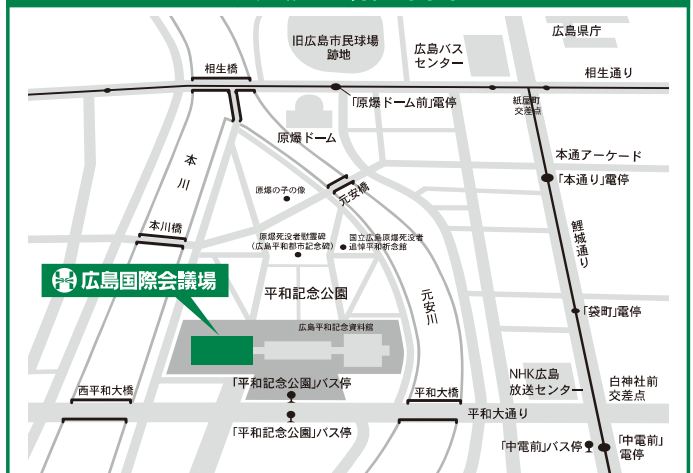 旧広島市民球場
跡地
広島バス
センター
広島県庁
相生橋
相生通り
「原爆ドーム前」電停
紙屋町
交差点
原爆ドーム
本通アーケード
本川
「本通り」電停
原爆の子の像
元安橋
本川橋
原爆死没者慰霊碑
(広島平和都市記念碑)
国立広島原爆死没者
追悼平和祈念館
鯉城通り
広島国際会議場
平和記念公園
元安川
「袋町」電停
広島平和記念資料館
NHK広島
放送センター
白神社前
交差点
西平和大橋
「平和記念公園」バス停
平和大橋
平和大通り
「平和記念公園」バス停
「中電前」バス停
「中電前」
電停